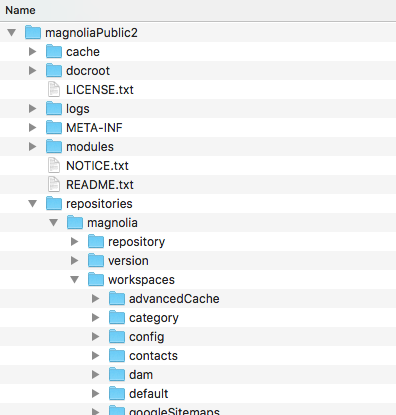 Name
magnoliaPublic2
cache
docroot
LICENSE.txt
logs
META-INF
modules
NOTICE.txt
README.txt
repositories
magnolia
repository
version
workspaces
advancedCache
category
config
contacts
dam
default
googleSitemaps